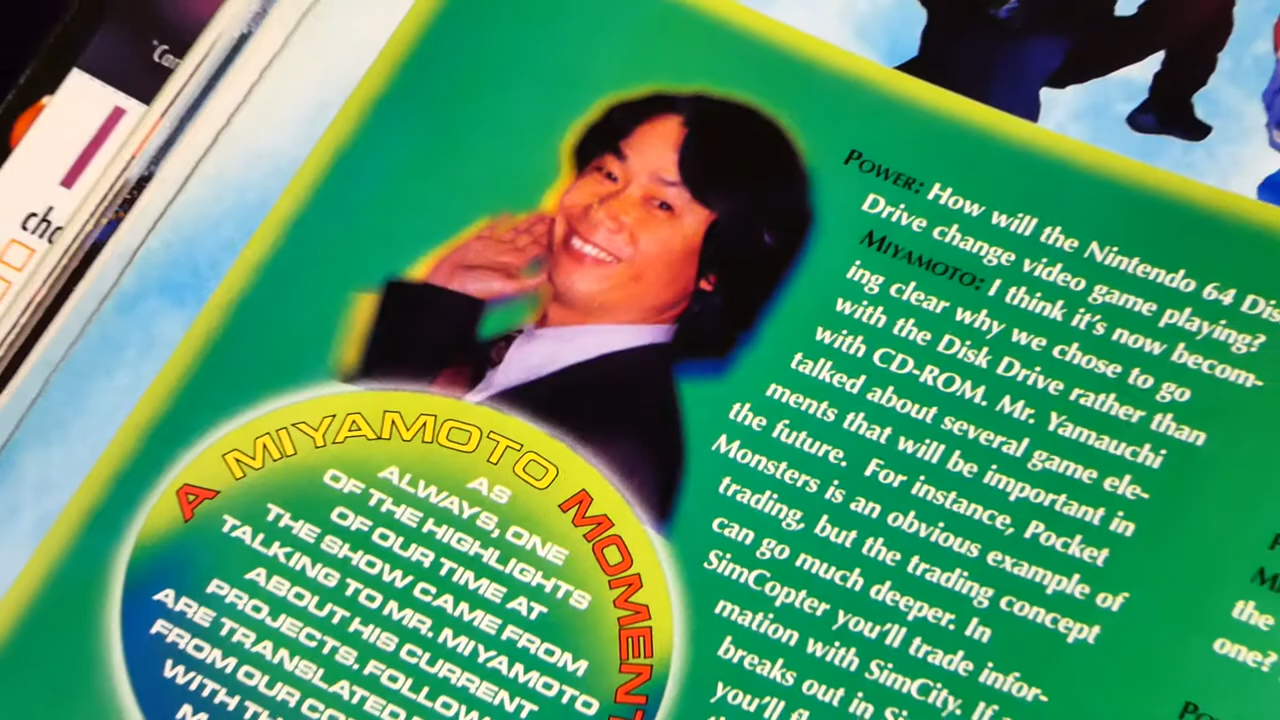 "Con
cho
A MIYAMOTO MOMENT
AS
ALWAYS, ONE
OF THE HIGHLIGHTS
OF OUR TIME AT
THE SHOW CAME FROM
TALKING TO MR. MIYAMOTO
ABOUT HIS CURRENT
PROJECTS. FOLLOW
ARE TRANSLATED
FROM OUR CO
WITH TH
POWER: How will the Nintendo 64 Dis
Drive change video game playing?
MIYAMOTO: I think it's now becom-
ing clear why we chose to go
with the Disk Drive rather than
with CD-ROM. Mr. Yamauchi
talked about several game ele-
ments that will be important in
the future. For instance, Pocket
Monsters is an obvious example of
trading, but the trading concept
can go much deeper. In
SimCopter you'll trade infor-
mation with SimCity. If a
breaks out in Si
you'll fl
the
one?
Po